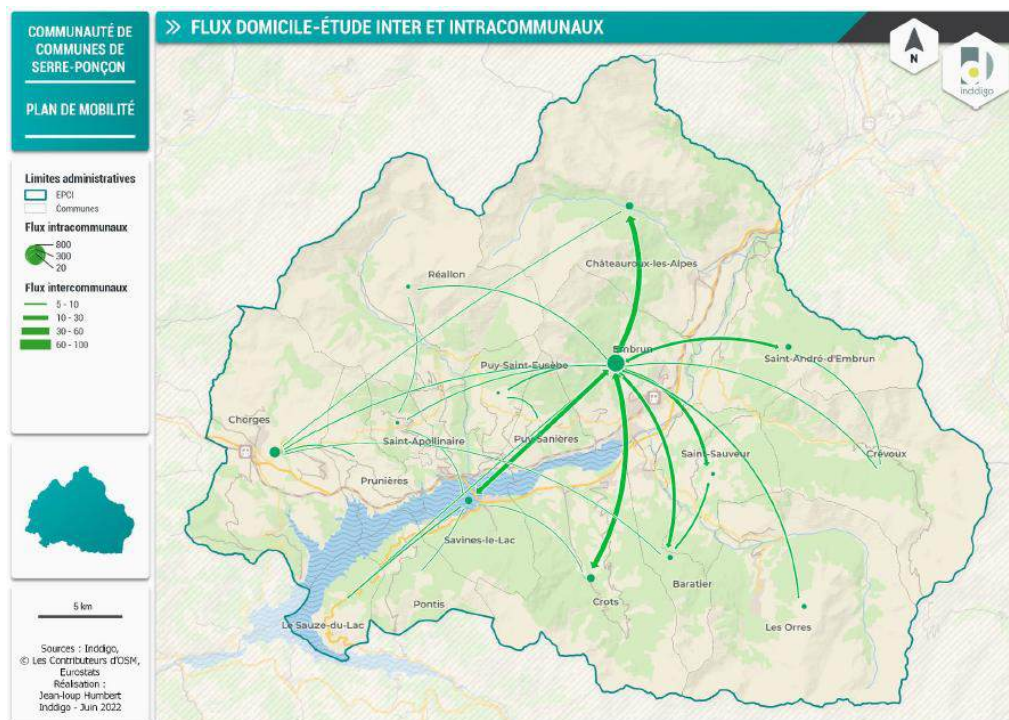 COMMUNAUTÉ DE
COMMUNES DE
SERRE-PONÇON
PLAN DE MOBILITÉ
>> FLUX DOMICILE-ÉTUDE INTER ET INTRACOMMUNAUX
N
inddigo
Limites administratives
EPCI
Communes
Flux intracommunaux
800
300
20
Flux intercommunaux
5 - 10
10 - 30
30 - 60
60 - 100
Châteauroux-les-Alpes
Réallon
Embrun
Saint-André-d'Embrun
Puy-Saint-Eusèbe
Chorges
Saint-Apollinaire
Puy-Sanières
Saint-Sauveur
Crévoux
Prunières
Savines-le-Lac
Baratier
Crots
Pontis
Les Orres
Le Sauze-du-Lac
5 km
Sources : Inddigo,
© Les Contributeurs d'OSM,
Eurostats
Réalisation :
Jean-loup Humbert
Inddigo - Juin 2022